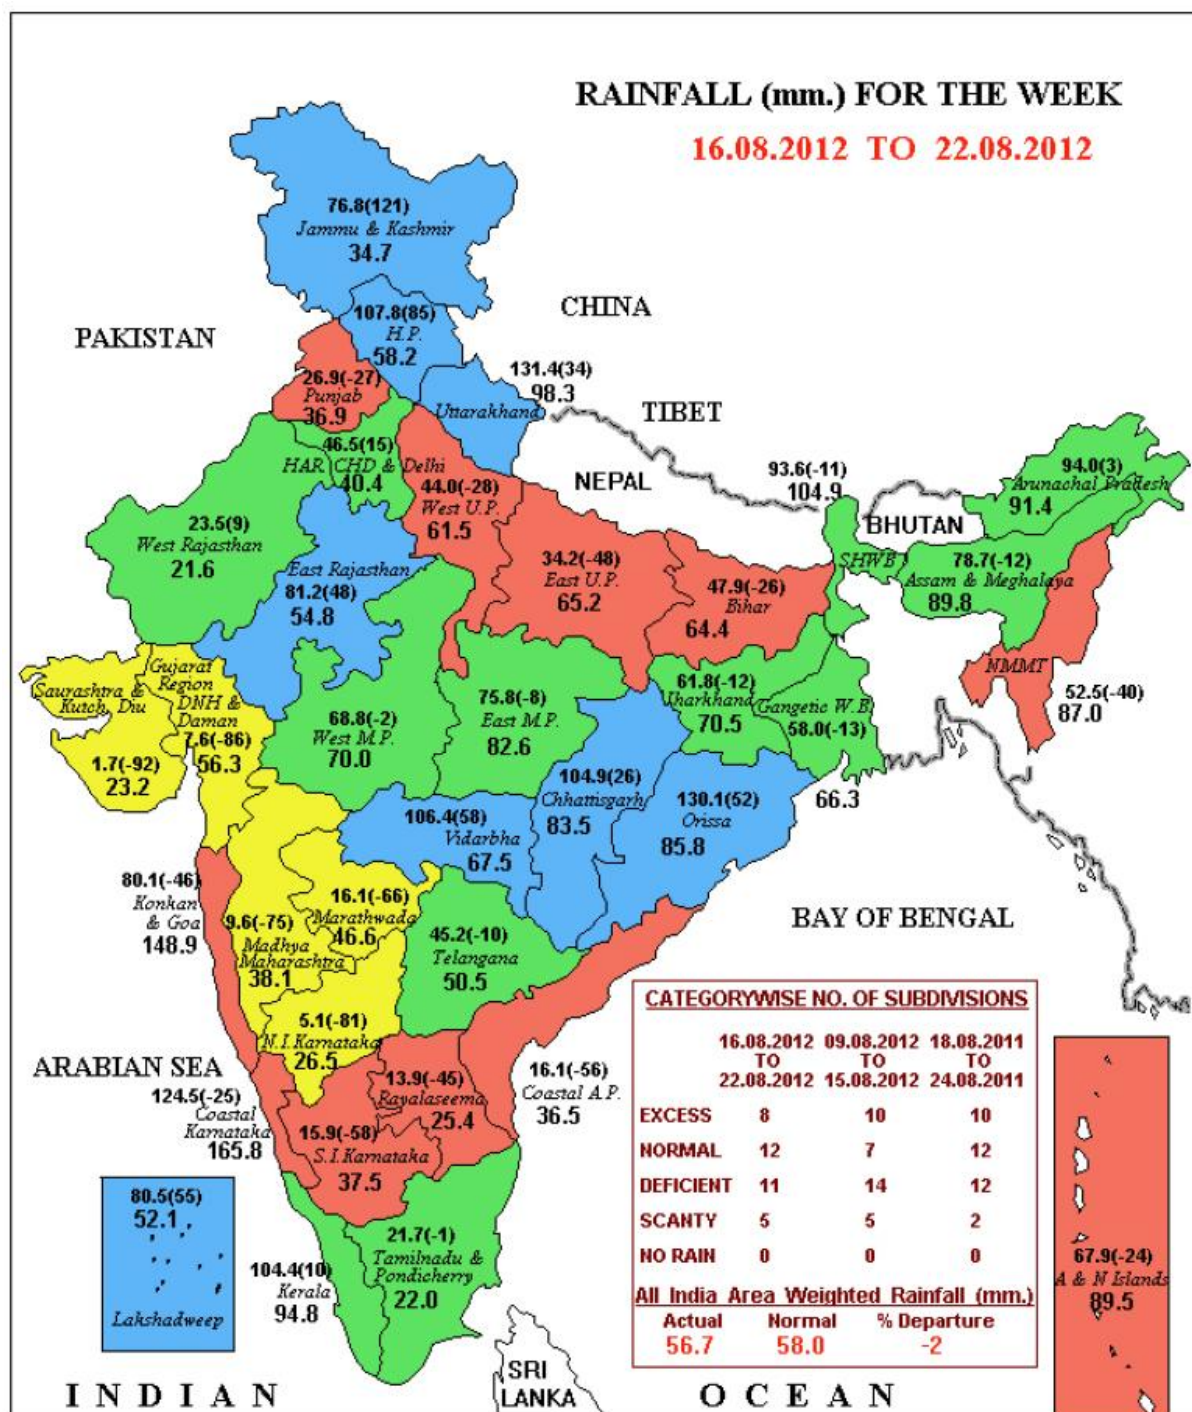 RAINFALL (mm.) FOR THE WEEK
16.08.2012 TO 22.08.2012
76.8(121)
Jammu & Kashmir
34.7
CHINA
107.8(85)
H.P.
58.2
PAKISTAN
131.4(34)
98.3
Uttarakhand
26.9(-27)
Punjab
36.9
TIBET
46.5(15)
HAR. CHD & Delhi
40.4
NEPAL
93.6(-11)
104.9
94.0(3)
Arunachal Pradesh
91.4
44.0(-28)
West U.P.
61.5
BHUTAN
23.5(9)
West Rajasthan
21.6
SHWB
78.7(-12)
Assam & Meghalaya
89.8
34.2(-48)
East U.P.
65.2
East Rajasthan
81.2(48)
54.8
47.9(-26)
Bihar
64.4
NMMT
52.5(-40)
87.0
Gujarat
Region
DNH &
Daman
7.6(-86)
56.3
Saurashtra &
Kutch, Diu
1.7(-92)
23.2
61.8(-12)
Jharkhand
70.5
Gangetic W.B.
58.0(-13)
66.3
75.8(-8)
East M.P.
82.6
68.8(-2)
West M.P.
70.0
104.9(26)
Chhattisgarh
83.5
130.1(52)
Orissa
85.8
106.4(58)
Vidarbha
67.5
80.1(-46)
Konkan
& Goa
148.9
16.1(-66)
Marathwada
46.6
9.6(-75)
Madhya
Maharashtra
38.1
45.2(-10)
Telangana
50.5
BAY OF BENGAL
5.1(-81)
N.I.Karnataka
26.5
ARABIAN SEA
124.5(-25)
Coastal
Karnataka
165.8
13.9(-45)
Rayalaseema
25.4
16.1(-56)
Coastal A.P.
36.5
15.9(-58)
S.I.Karnataka
37.5
80.5(55)
52.1
Lakshadweep
21.7(-1)
Tamilnadu &
Pondicherry
22.0
104.4(10)
Kerala
94.8
CATEGORYWISE NO. OF SUBDIVISIONS
16.08.2012 09.08.2012 18.08.2011
TO TO TO
22.08.2012 15.08.2012 24.08.2011
EXCESS 8 10 10
NORMAL 12 7 12
DEFICIENT 11 14 12
SCANTY 5 5 2
NO RAIN 0 0 0
All India Area Weighted Rainfall (mm.)
Actual Normal % Departure
56.7 58.0 -2
67.9(-24)
A & N Islands
89.5
SRI
LANKA
INDIAN OCEAN